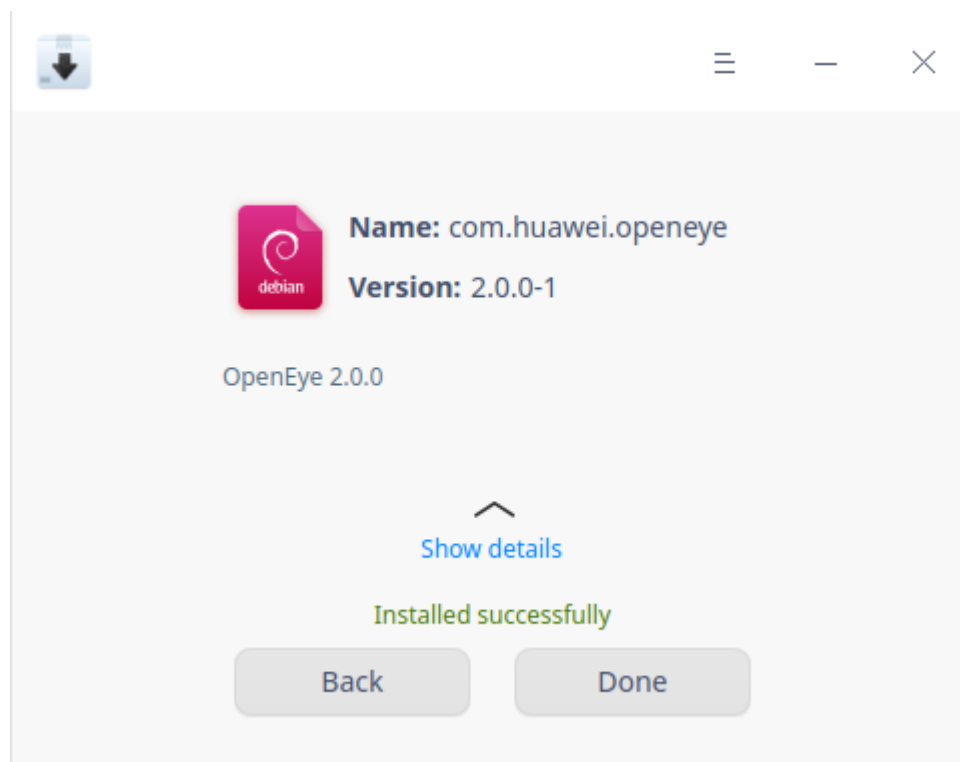 debian
Name: com.huawei.openeye
Version: 2.0.0-1
OpenEye 2.0.0
Show details
Installed successfully
Back
Done